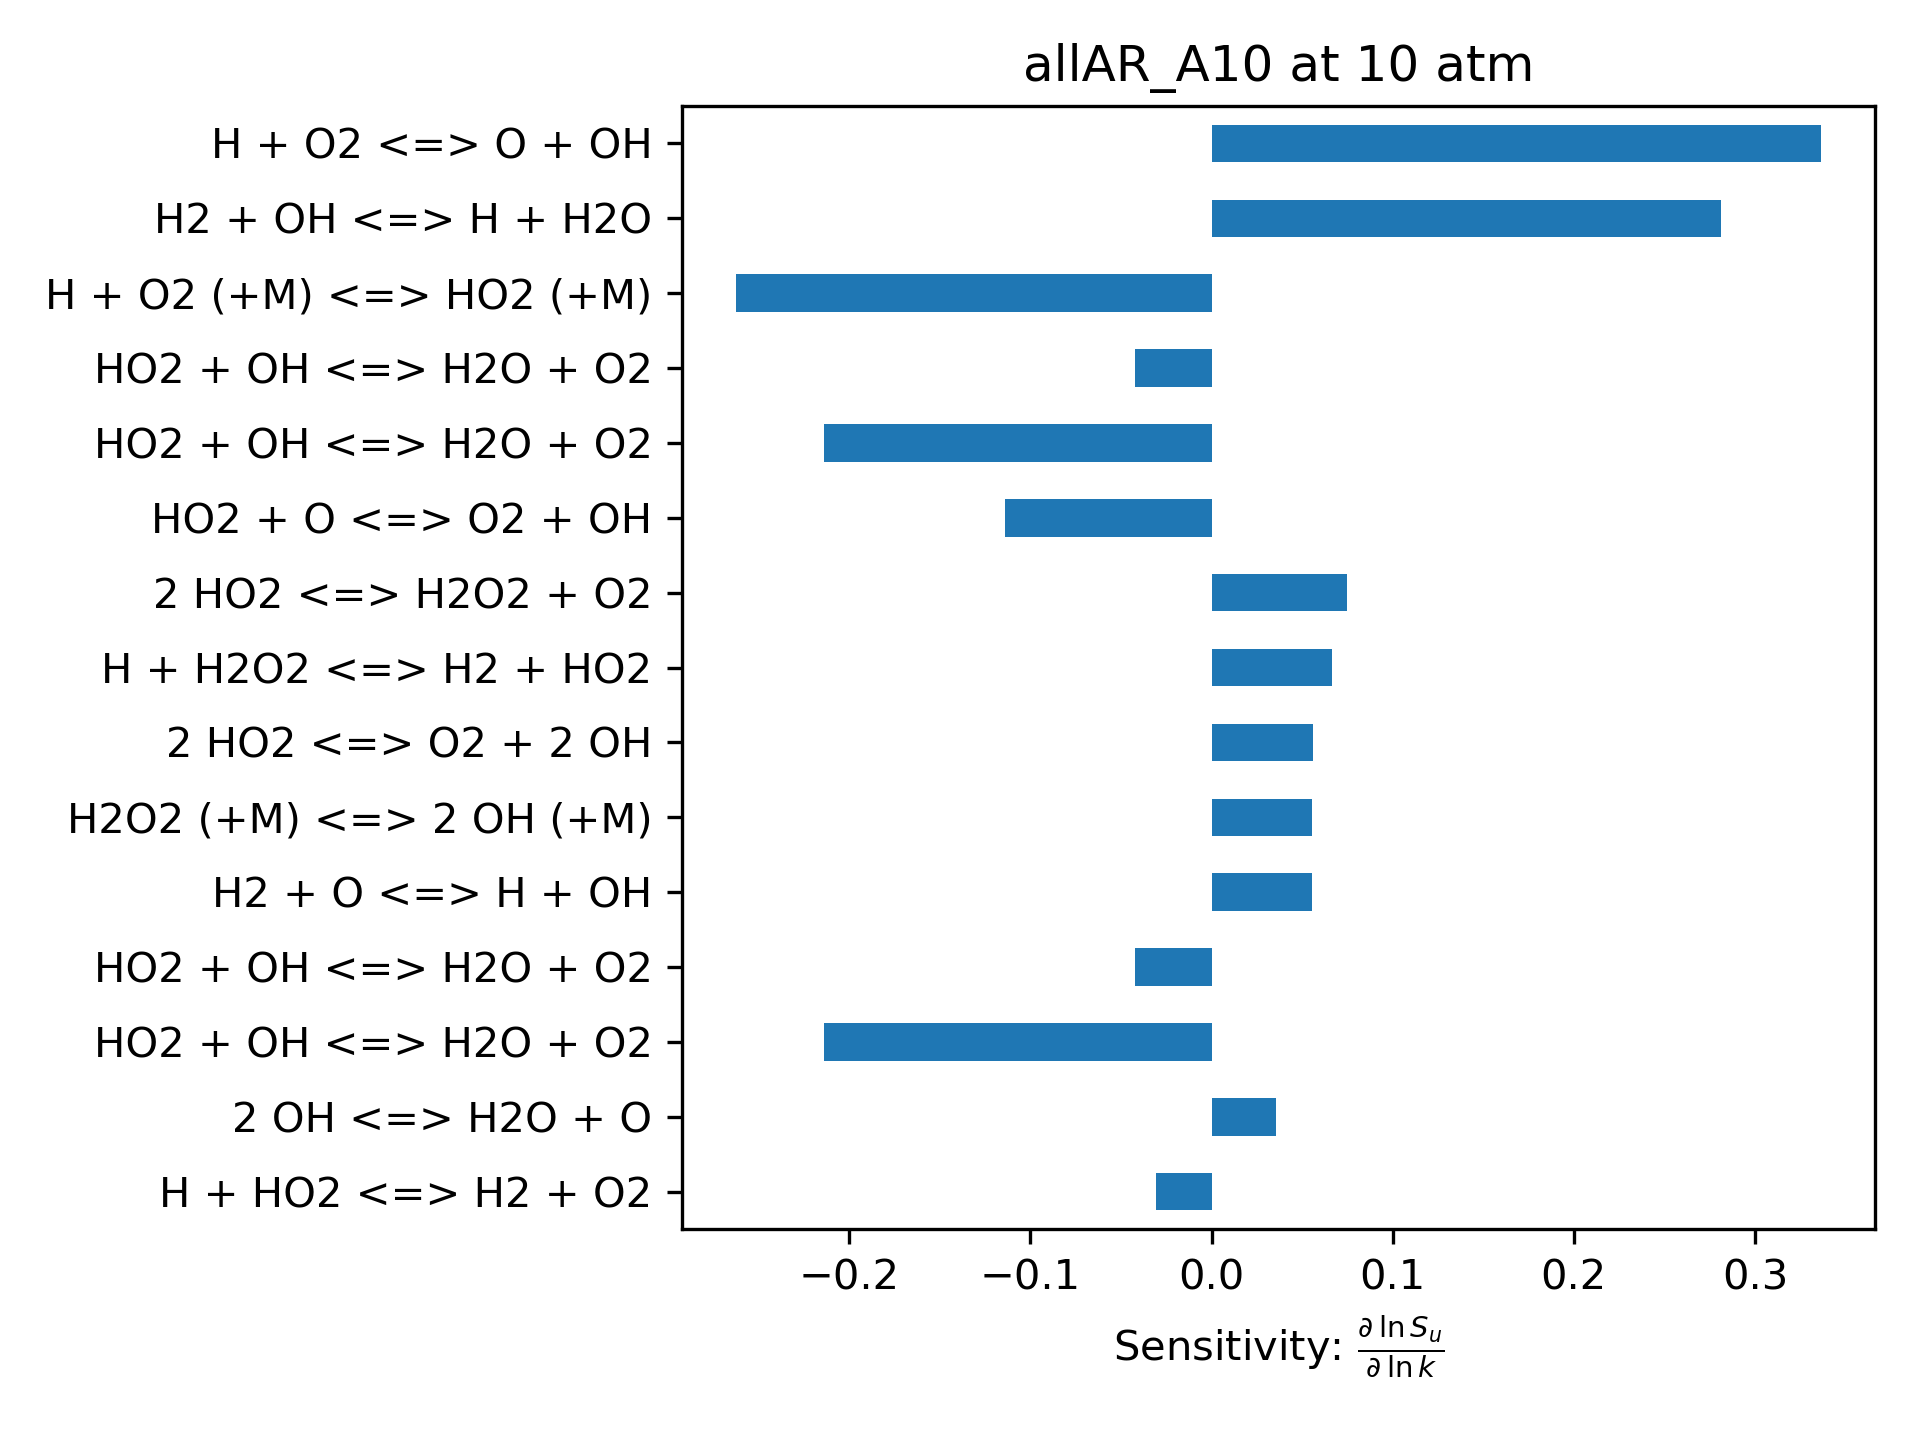 allAR_A10 at 10 atm
H + O2 <=> O + OH
H2 + OH <=> H + H2O
H + O2 (+M) <=> HO2 (+M)
HO2 + OH <=> H2O + O2
HO2 + OH <=> H2O + O2
HO2 + O <=> O2 + OH
2 HO2 <=> H2O2 + O2
H + H2O2 <=> H2 + HO2
2 HO2 <=> O2 + 2 OH
H2O2 (+M) <=> 2 OH (+M)
H2 + O <=> H + OH
HO2 + OH <=> H2O + O2
HO2 + OH <=> H2O + O2
2 OH <=> H2O + O
H + HO2 <=> H2 + O2
−0.2 −0.1 0.0 0.1 0.2 0.3
Sensitivity: ∂ ln S_u / ∂ ln k